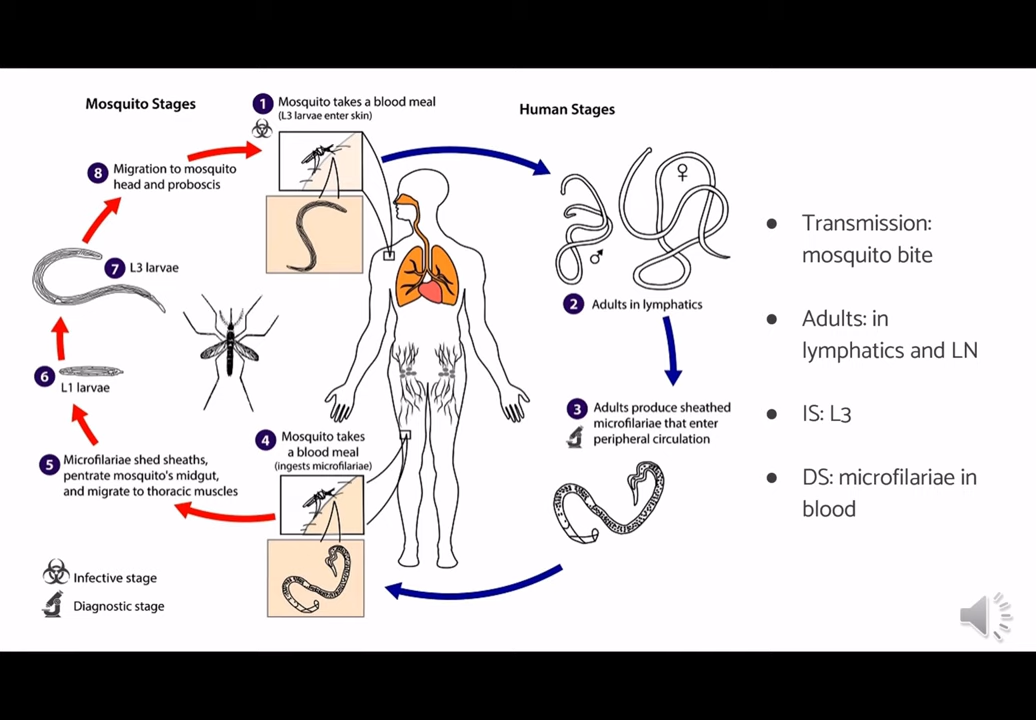 Mosquito Stages
1 Mosquito takes a blood meal
(L3 larvae enter skin)
Human Stages
8 Migration to mosquito
head and proboscis
7 L3 larvae
♀
♂
2 Adults in lymphatics
6
L1 larvae
3 Adults produce sheathed
microfilariae that enter
peripheral circulation
4 Mosquito takes
a blood meal
(ingests microfilariae)
5 Microfilariae shed sheaths,
pentrate mosquito's midgut,
and migrate to thoracic muscles
Infective stage
Diagnostic stage
● Transmission:
mosquito bite
● Adults: in
lymphatics and LN
● IS: L3
● DS: microfilariae in
blood